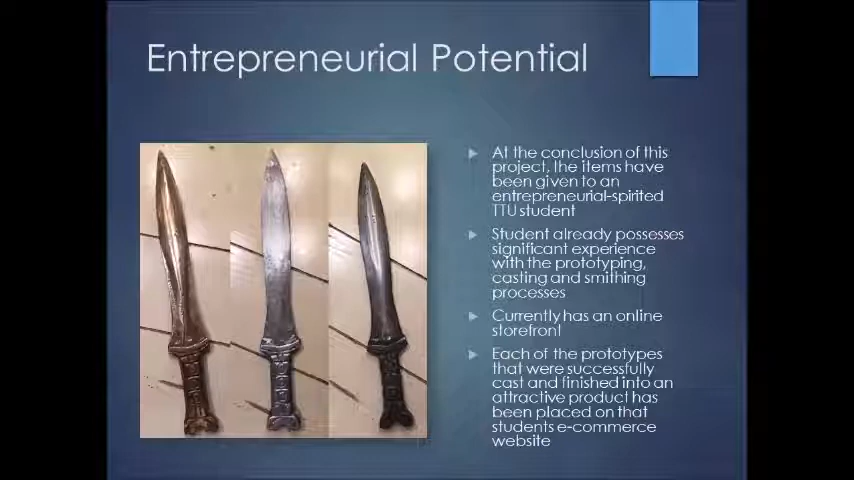 Entrepreneurial Potential
At the conclusion of this
project, the items have
been given to an
entrepreneurial-spirited
TTU student
Student already possesses
significant experience
with the prototyping,
casting and smithing
processes
Currently has an online
storefront
Each of the prototypes
that were successfully
cast and finished into an
attractive product has
been placed on that
students e-commerce
website